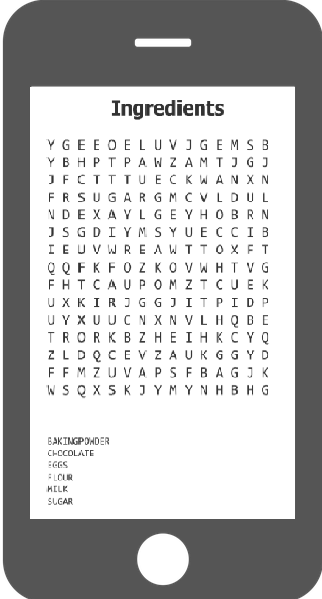 Ingredients
Y G E E O E L U V J G E M S B
Y B H P T P A W Z A M T J G J
J F C T T T U E C K W A N X N
F R S U G A R G M C V L D U L
N D E X A Y L G E Y H O B R N
J S G D I Y M S Y U E C C I B
I E U V W R E A W T T O X F T
Q Q F K F O Z K O V W H T V G
F H T C A U P O M Z T C U E K
U X K I R J G G J I T P I D P
U Y X U U C N X N V L H Q B E
T R O R K B Z H E I H K C Y Q
Z L D Q C E V Z A U K G G Y D
F F M Z U V A P S F B A G J K
W S Q X S K J Y M Y N H B H G
BAKINGPOWDER
CHOCOLATE
EGGS
FLOUR
MILK
SUGAR